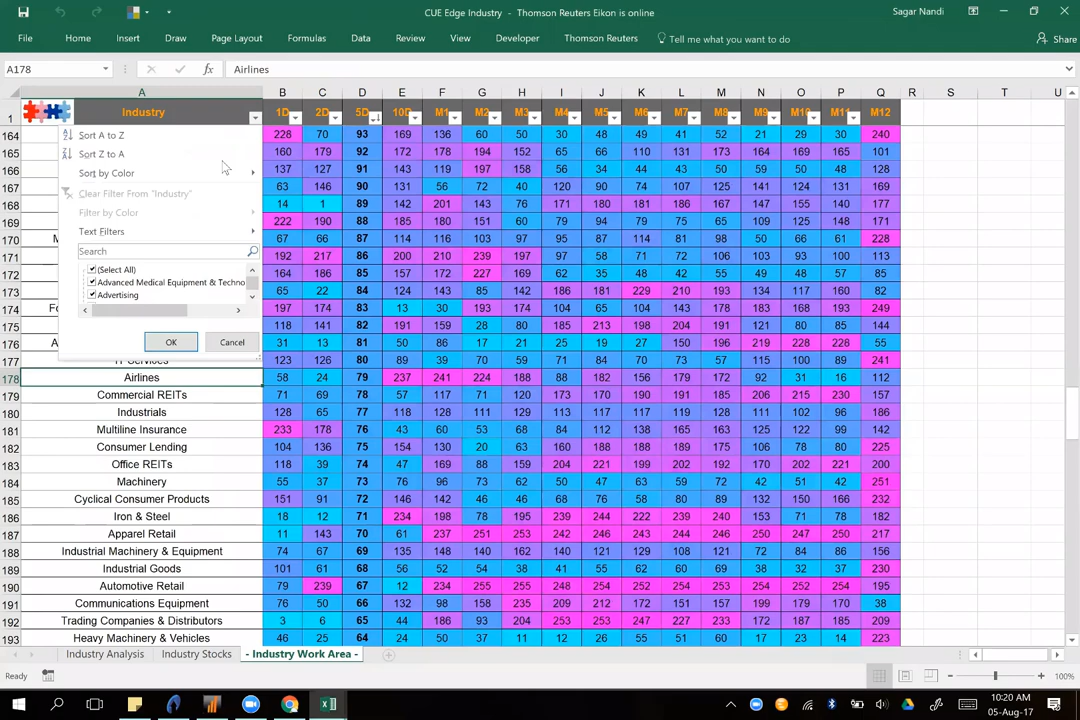 CUE Edge Industry - Thomson Reuters Eikon is online
Sagar Nandi
File Home Insert Draw Page Layout Formulas Data Review View Developer Thomson Reuters Tell me what you want to do Share
A178 fx Airlines
A B C D E F G H I J K L M N O P Q R S T U
1 Industry 1D 2D 5D 10D M1 M2 M3 M4 M5 M6 M7 M8 M9 M10 M11 M12
Sort A to Z
Sort Z to A
Sort by Color
Clear Filter From "Industry"
Filter by Color
Text Filters
Search
(Select All)
Advanced Medical Equipment & Techno
Advertising
OK Cancel
164 228 70 93 169 136 60 50 30 48 49 41 52 21 29 30 240
165 160 179 92 172 178 194 152 65 66 110 131 173 164 169 165 101
166 137 127 91 143 119 197 158 56 34 44 43 50 59 50 48 128
167 63 146 90 131 56 72 40 120 90 74 107 125 141 124 131 169
168 14 1 89 142 201 143 76 181 180 181 186 167 147 155 140 177
169 222 190 88 185 180 151 60 79 94 79 75 65 109 125 148 171
170 67 66 87 114 116 103 97 95 87 114 81 98 50 66 61 228
171 192 217 86 200 210 239 197 97 58 71 72 106 103 93 100 113
172 164 186 85 157 172 227 169 62 35 48 42 55 49 48 57 85
173 65 22 84 124 143 85 142 186 181 229 210 193 134 117 160 82
197 174 83 13 30 193 174 68 65 104 143 178 183 168 193 249
175 118 141 82 191 159 28 80 185 213 198 204 191 121 80 85 144
176 31 13 81 50 86 17 21 25 19 27 150 196 219 228 228 55
177 IT Services 123 126 80 89 39 70 59 71 84 70 73 57 115 100 89 241
178 Airlines 58 24 79 237 241 224 188 88 182 156 179 172 92 31 16 112
179 Commercial REITs 71 69 78 57 117 71 120 173 170 190 191 185 206 215 230 157
180 Industrials 128 65 77 118 128 111 129 113 117 117 119 128 111 102 96 186
181 Multiline Insurance 233 178 76 43 60 53 68 84 112 138 165 163 125 122 99 142
182 Consumer Lending 104 136 75 154 130 20 63 160 188 188 189 175 106 78 80 225
183 Office REITs 118 39 74 47 169 88 159 204 221 199 202 192 170 202 221 200
184 Machinery 55 37 73 76 96 73 62 50 47 63 59 72 42 51 42 251
185 Cyclical Consumer Products 151 91 72 146 142 46 46 68 76 58 80 89 132 150 166 232
186 Iron & Steel 18 12 71 234 198 78 195 239 244 222 239 240 153 71 78 182
187 Apparel Retail 11 143 70 61 237 251 253 242 246 243 244 246 250 247 250 217
188 Industrial Machinery & Equipment 74 67 69 135 148 140 162 140 121 129 108 121 72 84 86 156
189 Industrial Goods 101 61 68 56 52 54 38 41 55 62 60 62 38 32 37 230
190 Automotive Retail 79 239 67 12 234 255 255 248 254 252 254 253 254 252 254 195
191 Communications Equipment 76 50 66 132 98 158 235 209 212 172 151 157 199 179 170 38
192 Trading Companies & Distributors 3 6 65 44 186 93 204 253 253 247 227 233 172 187 185 209
193 Heavy Machinery & Vehicles 46 25 64 24 50 37 11 12 26 55 51 60 17 23 14 223
Industry Analysis Industry Stocks - Industry Work Area -
Ready 100%
10:20 AM
05-Aug-17